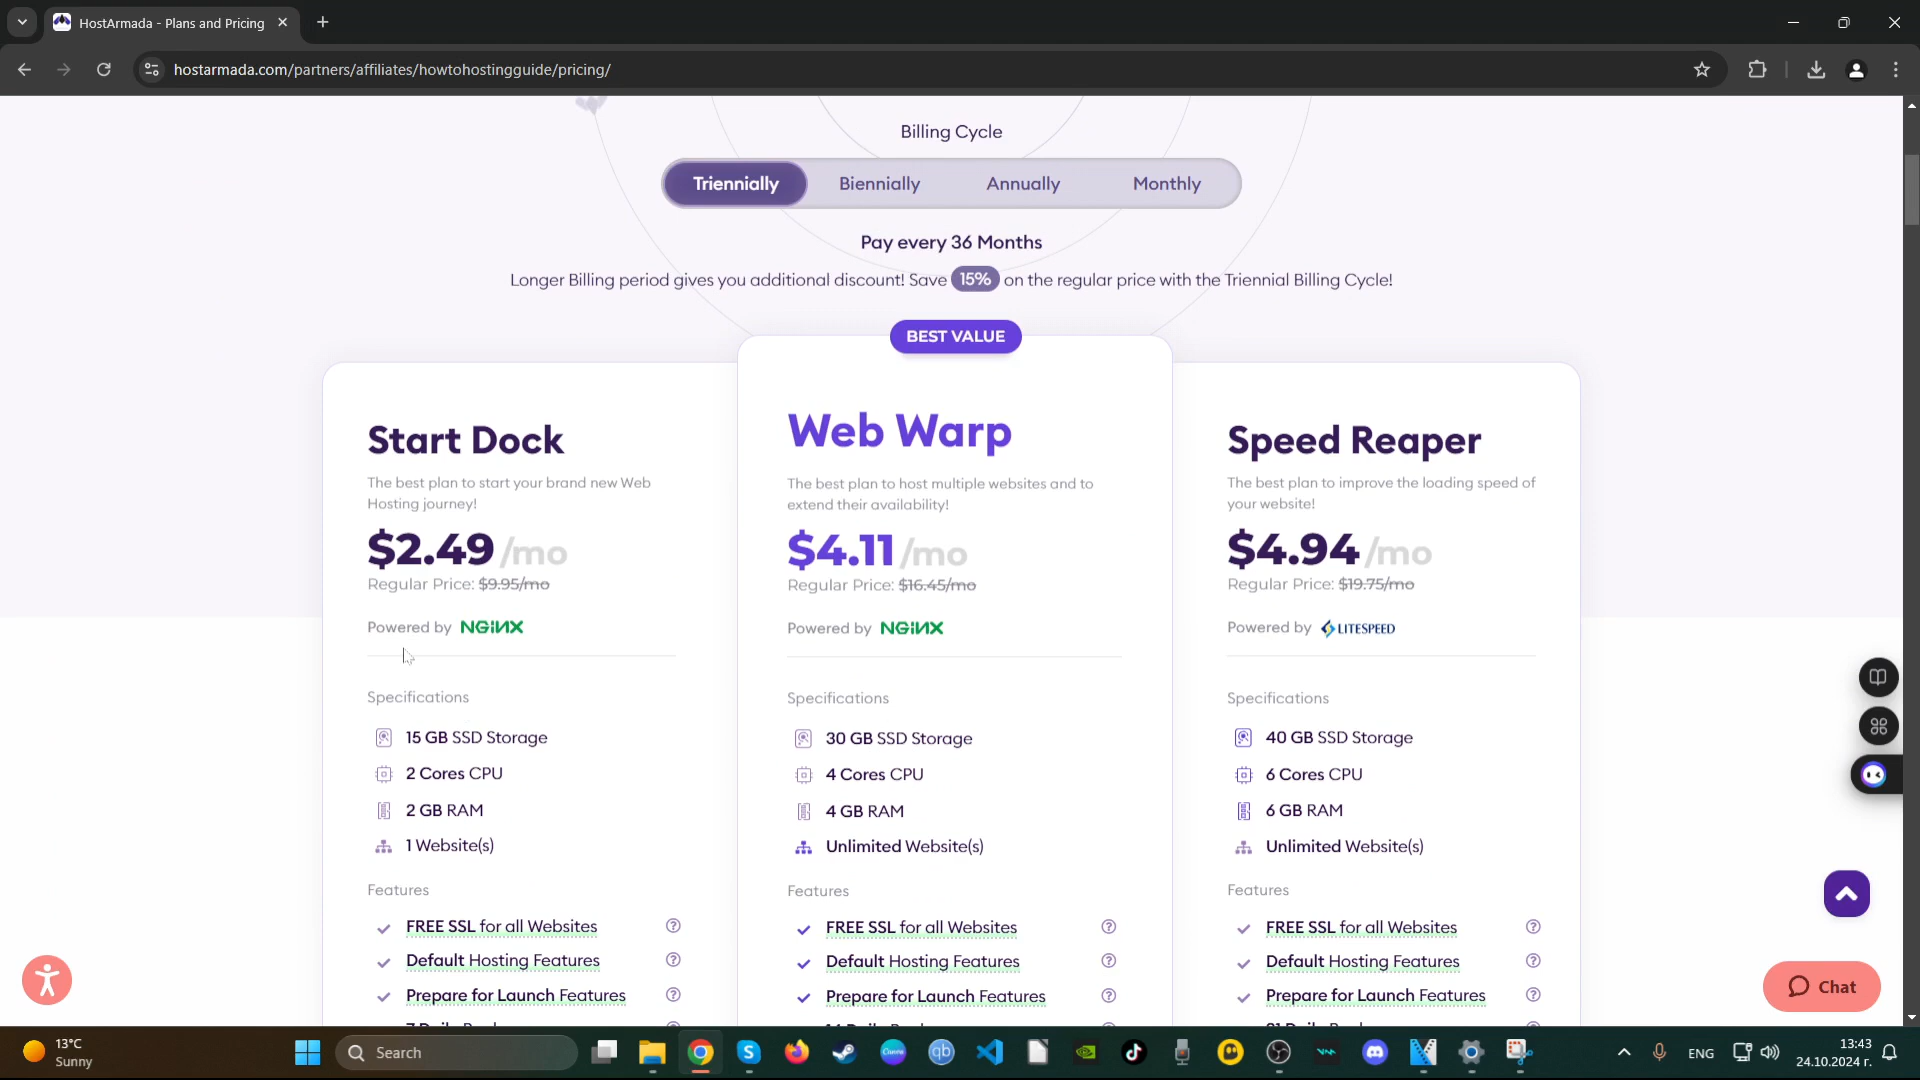 HostArmada - Plans and Pricing
hostarmada.com/partners/affiliates/howtohostingguide/pricing/
Billing Cycle
Triennially Biennially Annually Monthly
Pay every 36 Months
Longer Billing period gives you additional discount! Save 15% on the regular price with the Triennial Billing Cycle!
BEST VALUE
Start Dock
The best plan to start your brand new Web
Hosting journey!
$2.49/mo
Regular Price: $9.95/mo
Powered by NGiNX
Specifications
15 GB SSD Storage
2 Cores CPU
2 GB RAM
1 Website(s)
Features
FREE SSL for all Websites
Default Hosting Features
Prepare for Launch Features
Web Warp
The best plan to host multiple websites and to
extend their availability!
$4.11/mo
Regular Price: $16.45/mo
Powered by NGiNX
Specifications
30 GB SSD Storage
4 Cores CPU
4 GB RAM
Unlimited Website(s)
Features
FREE SSL for all Websites
Default Hosting Features
Prepare for Launch Features
Speed Reaper
The best plan to improve the loading speed of
your website!
$4.94/mo
Regular Price: $19.75/mo
Powered by LITESPEED
Specifications
40 GB SSD Storage
6 Cores CPU
6 GB RAM
Unlimited Website(s)
Features
FREE SSL for all Websites
Default Hosting Features
Prepare for Launch Features
Chat
13°C
Sunny
Search
Canva
qb
ENG
13:43
24.10.2024 г.